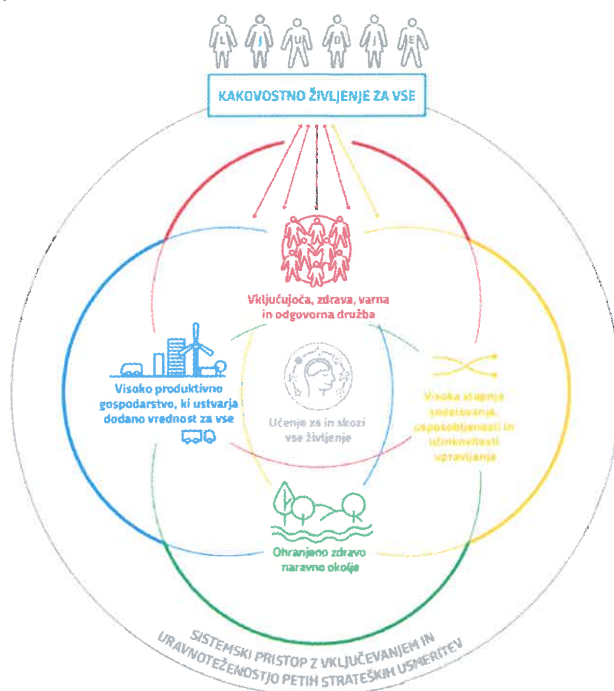 LJUDJE
KAKOVOSTNO ŽIVLJENJE ZA VSE
Vključujoča, zdrava, varna
in odgovorna družba
Visoko produktivno
gospodarstvo, ki ustvarja
dodano vrednost za vse
Učenje za in skozi
vse življenje
Visoka stopnja
sodelovanja,
usposobljenosti in
učinkovitosti
upravljanja
Ohranjeno zdravo
naravno okolje
SISTEMSKI PRISTOP Z VKLJUČEVANJEM IN
URAVNOTEŽENOSTJO PETIH STRATEŠKIH USMERITEV